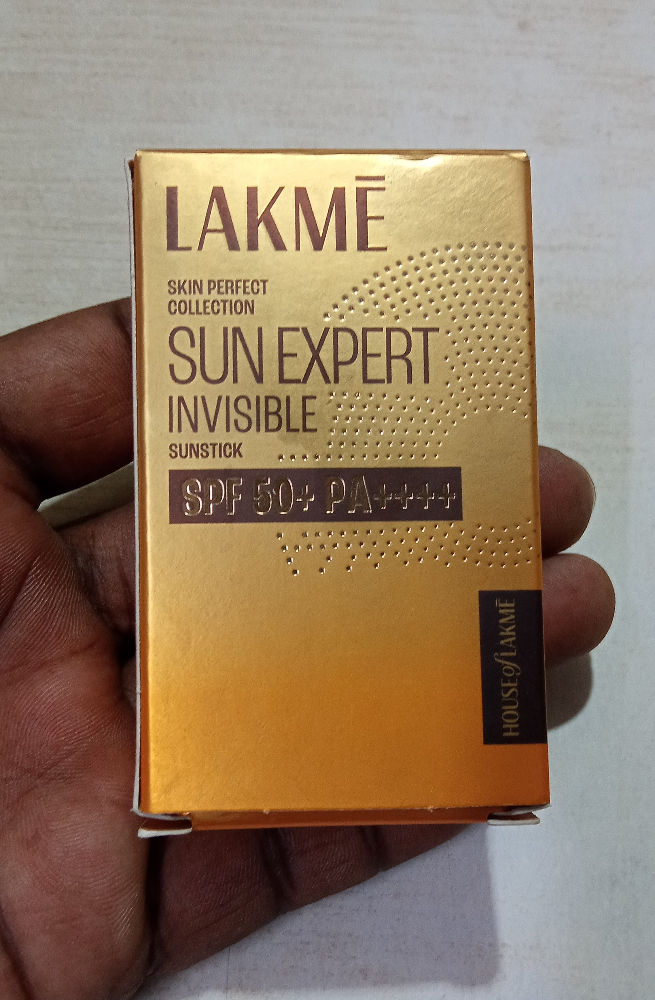 LAKMĒ
SKIN PERFECT
COLLECTION
SUN EXPERT
INVISIBLE
SUNSTICK
SPF 50+ PA++++
HOUSE of LAKMĒ